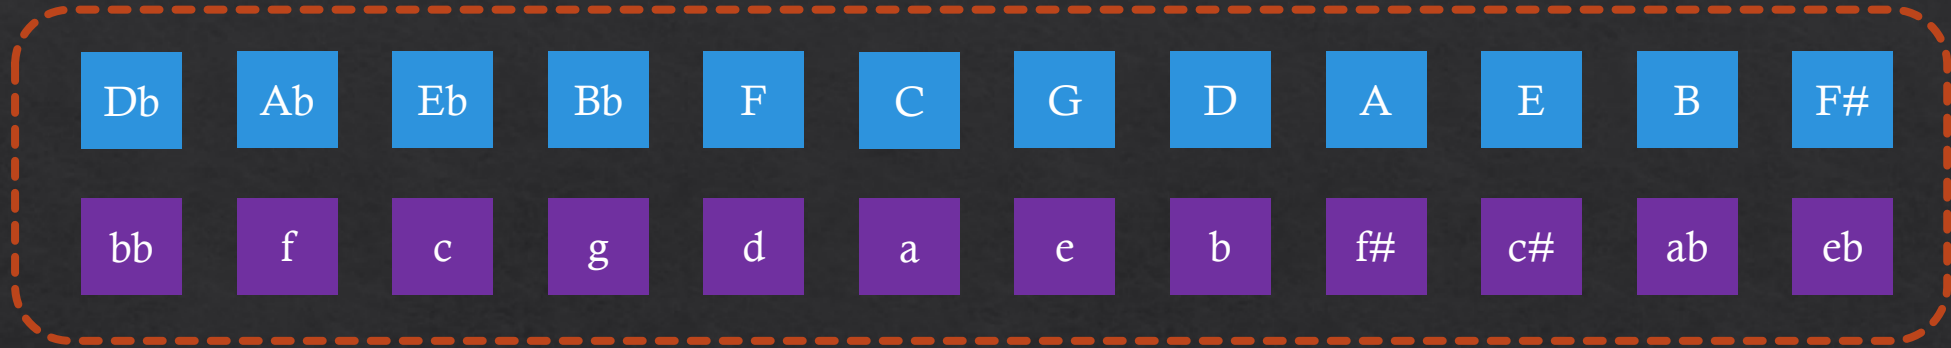 Db Ab Eb Bb F C G D A E B F#
bb f c g d a e b f# c# ab eb